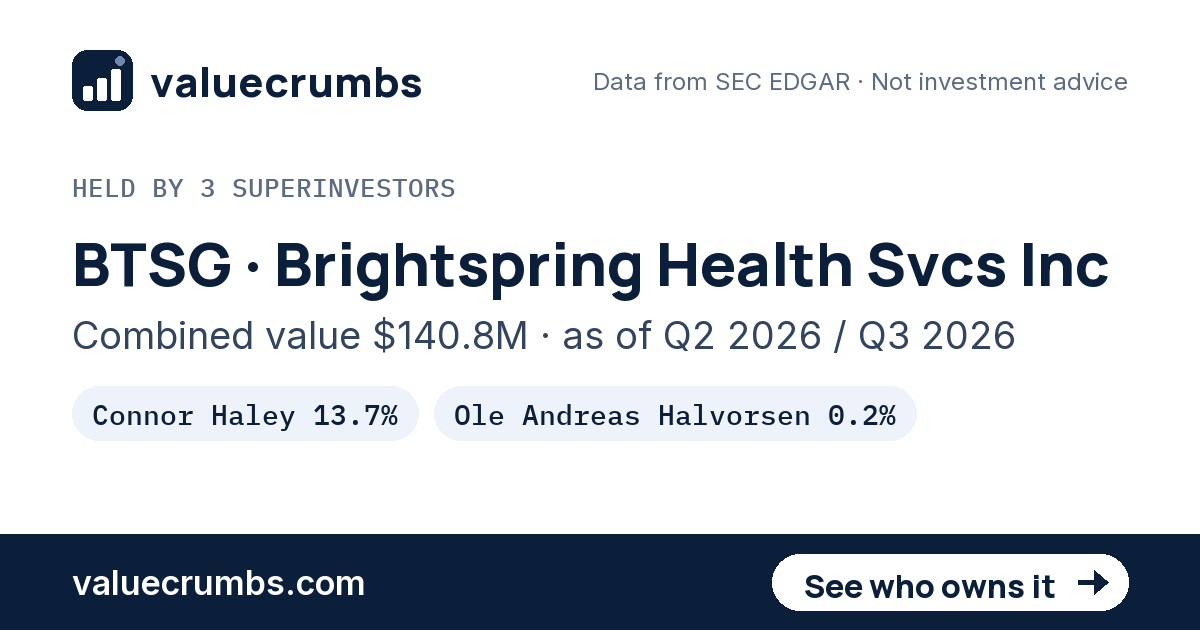 valuecrumbs
Data from SEC EDGAR · Not investment advice
HELD BY 3 SUPERINVESTORS
BTSG · Brightspring Health Svcs Inc
Combined value $140.8M · as of Q2 2026 / Q3 2026
Connor Haley 13.7%
Ole Andreas Halvorsen 0.2%
valuecrumbs.com
See who owns it →